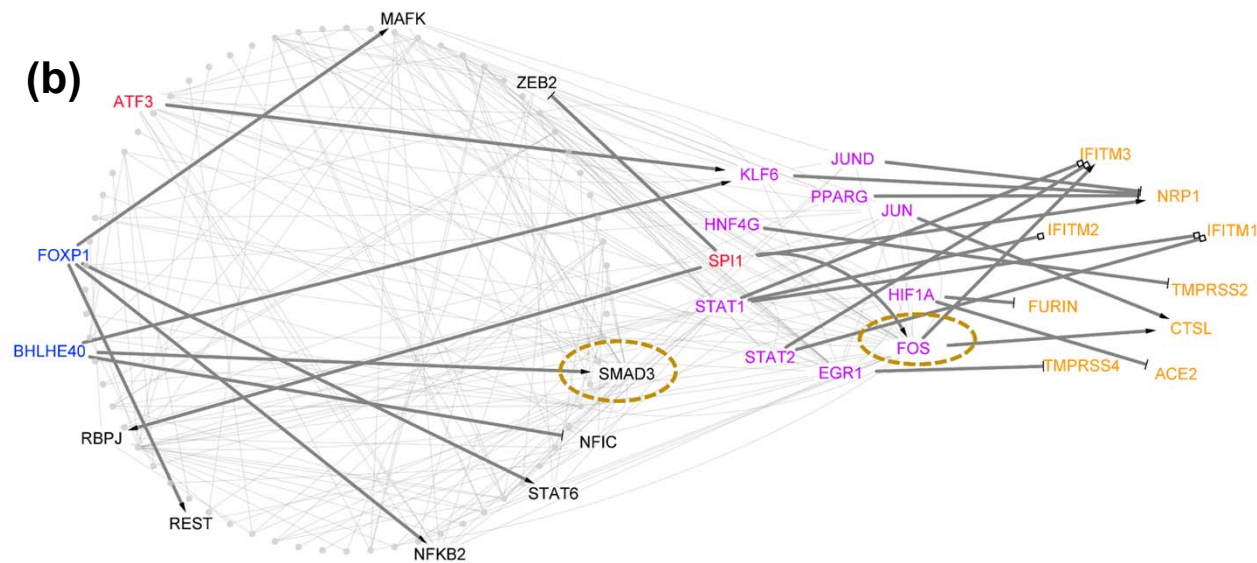 (b)
MAFK
ZEB2
ATF3
JUND
IFITM3
KLF6
PPARG
NRP1
JUN
HNF4G
IFITM2
IFITM1
FOXP1
SPI1
TMPRSS2
STAT1
HIF1A
FURIN
CTSL
BHLHE40
STAT2
FOS
SMAD3
EGR1
TMPRSS4
ACE2
RBPJ
NFIC
STAT6
REST
NFKB2